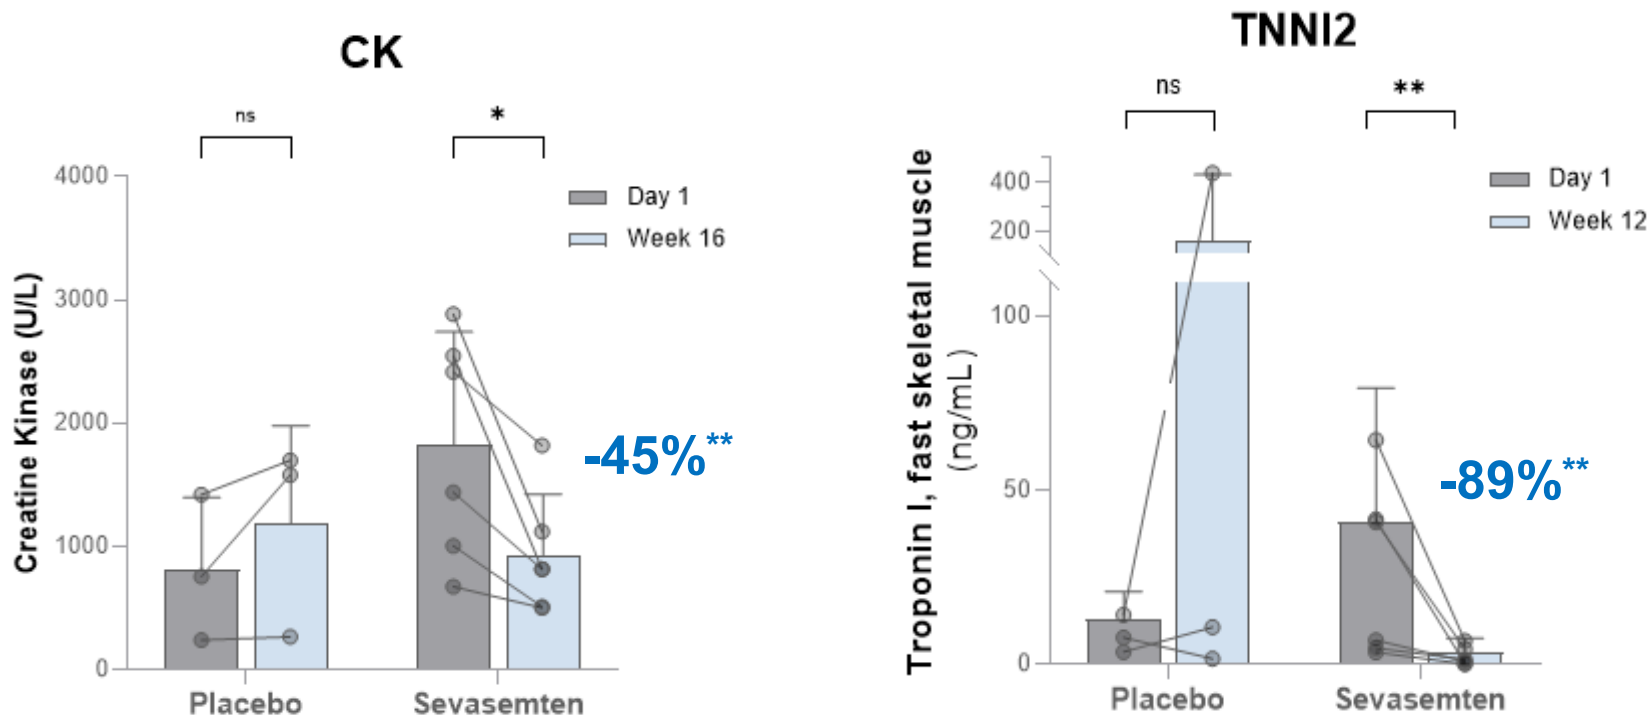 CK
ns
*
4000
3000
2000
1000
0
Creatine Kinase (U/L)
Day 1
Week 16
-45%**
Placebo
Sevasemten
TNNI2
ns
**
400
200
100
50
0
Troponin I, fast skeletal muscle
(ng/mL)
Day 1
Week 12
-89%**
Placebo
Sevasemten